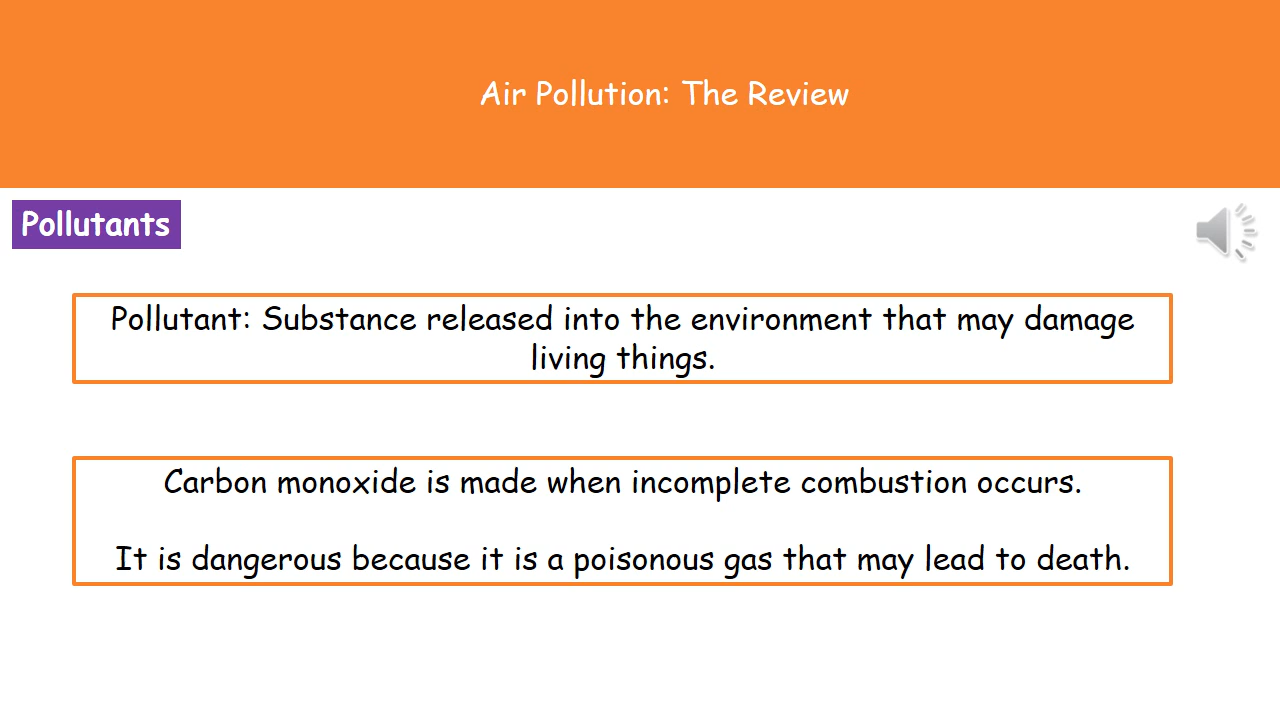 Air Pollution: The Review
Pollutants
Pollutant: Substance released into the environment that may damage
living things.
Carbon monoxide is made when incomplete combustion occurs.
It is dangerous because it is a poisonous gas that may lead to death.